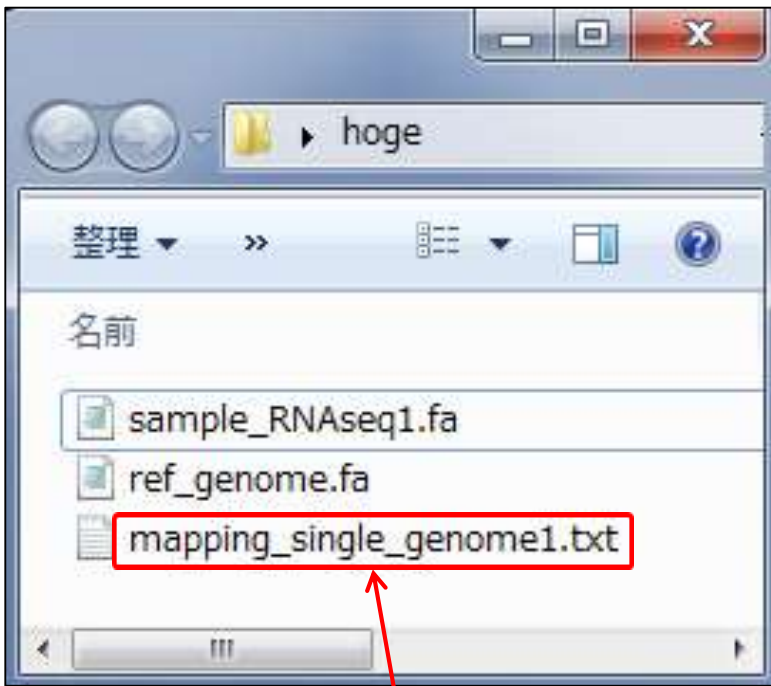 hoge
整理 »
名前
sample_RNAseq1.fa
ref_genome.fa
mapping_single_genome1.txt